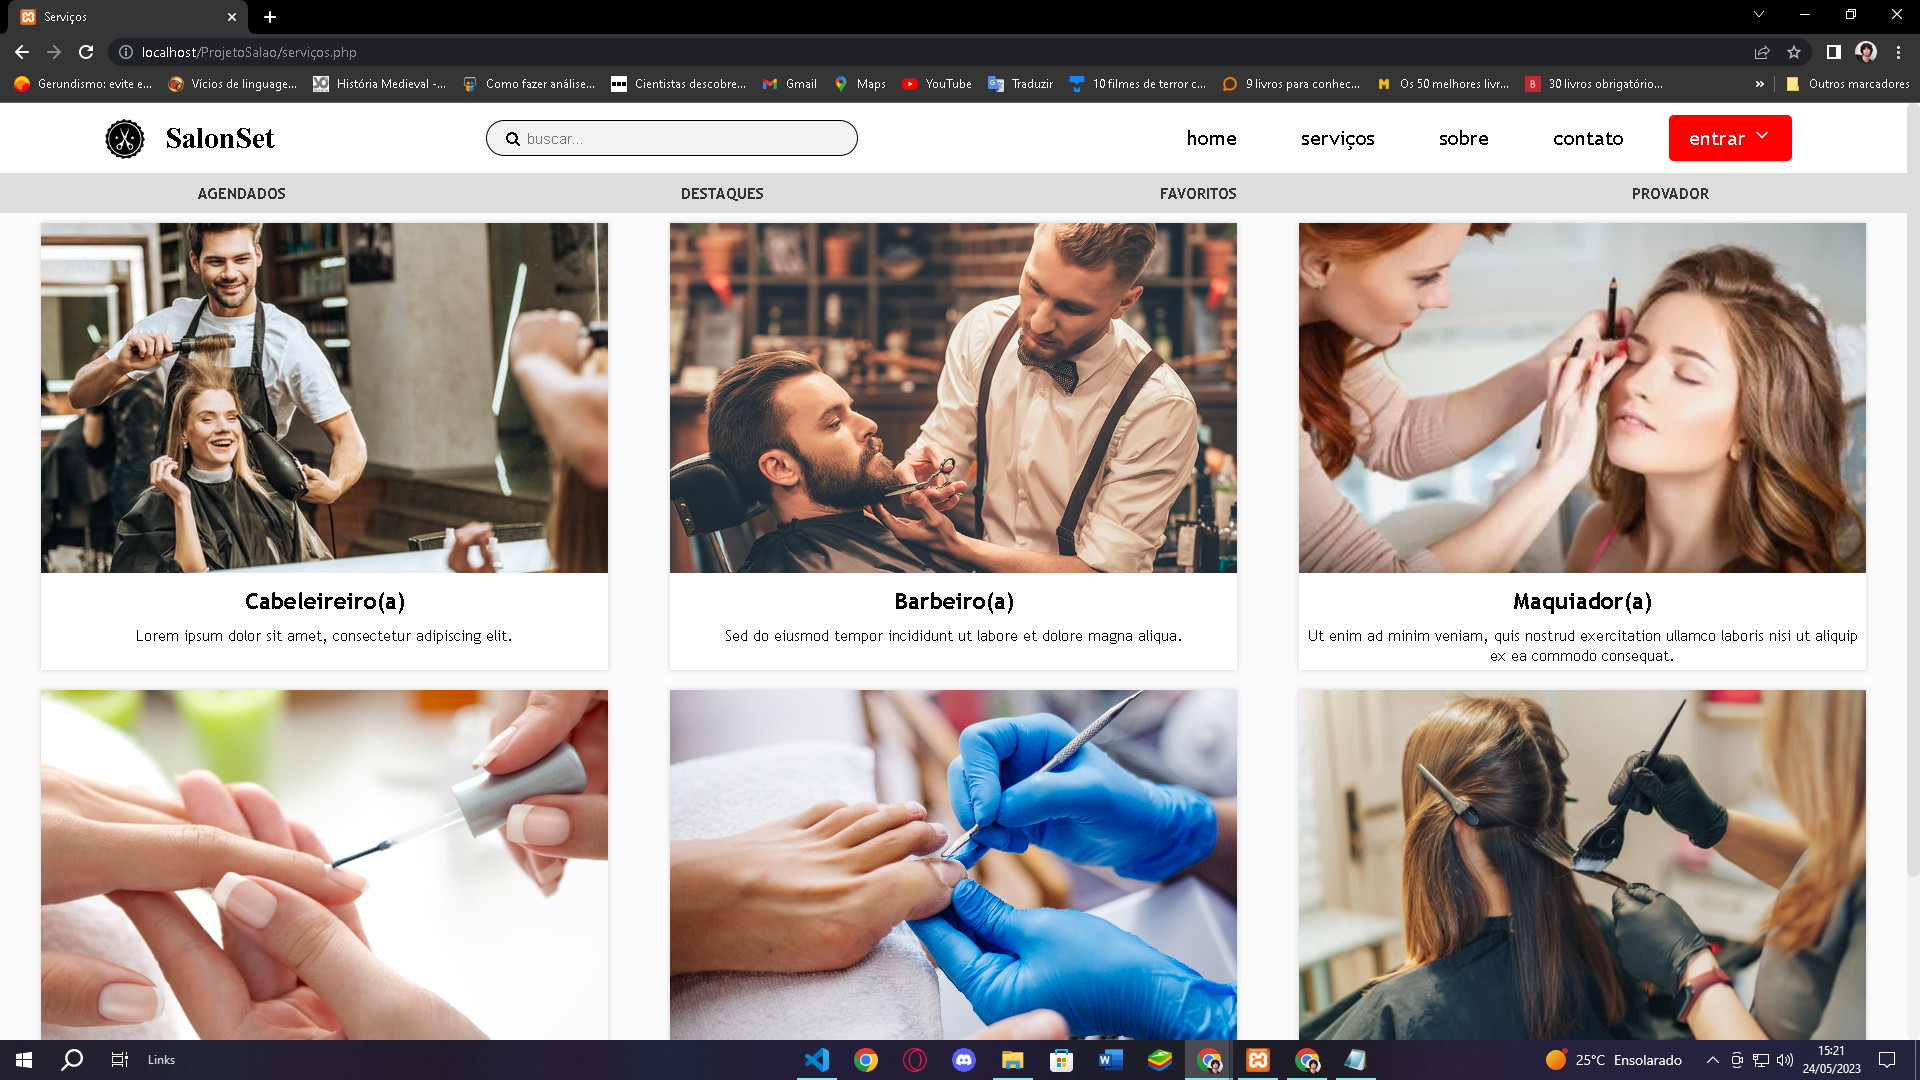 Serviços
localhost/ProjetoSalao/serviços.php
Gerundismo: evite e... Vícios de linguage... História Medieval -... Como fazer análise... Cientistas descobre... Gmail Maps YouTube Traduzir 10 filmes de terror c... 9 livros para conhec... Os 50 melhores livr... 30 livros obrigatório... » Outros marcadores
SalonSet buscar... home serviços sobre contato entrar
AGENDADOS DESTAQUES FAVORITOS PROVADOR
Cabeleireiro(a)
Lorem ipsum dolor sit amet, consectetur adipiscing elit.
Barbeiro(a)
Sed do eiusmod tempor incididunt ut labore et dolore magna aliqua.
Maquiador(a)
Ut enim ad minim veniam, quis nostrud exercitation ullamco laboris nisi ut aliquip
ex ea commodo consequat.
Links
25°C Ensolarado
15:21
24/05/2023